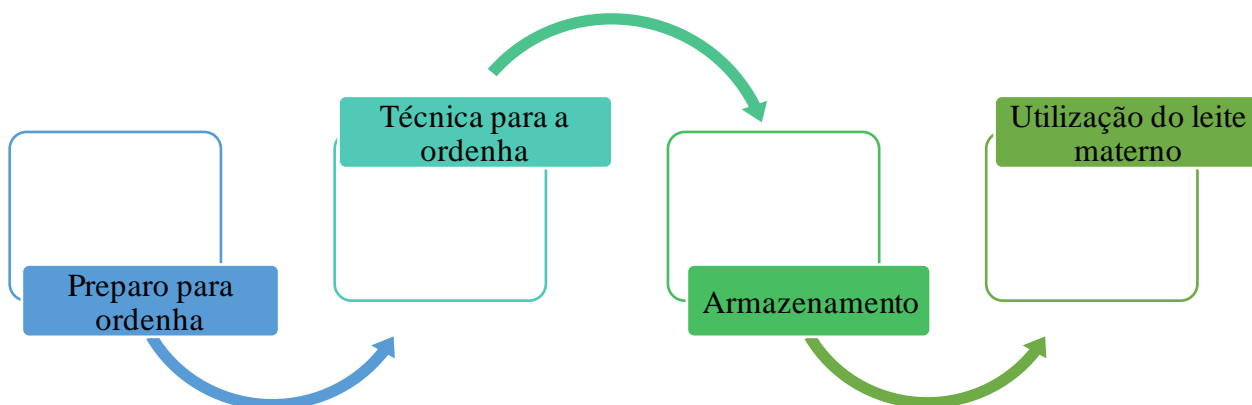 Preparo para
ordenha
Técnica para a
ordenha
Armazenamento
Utilização do leite
materno